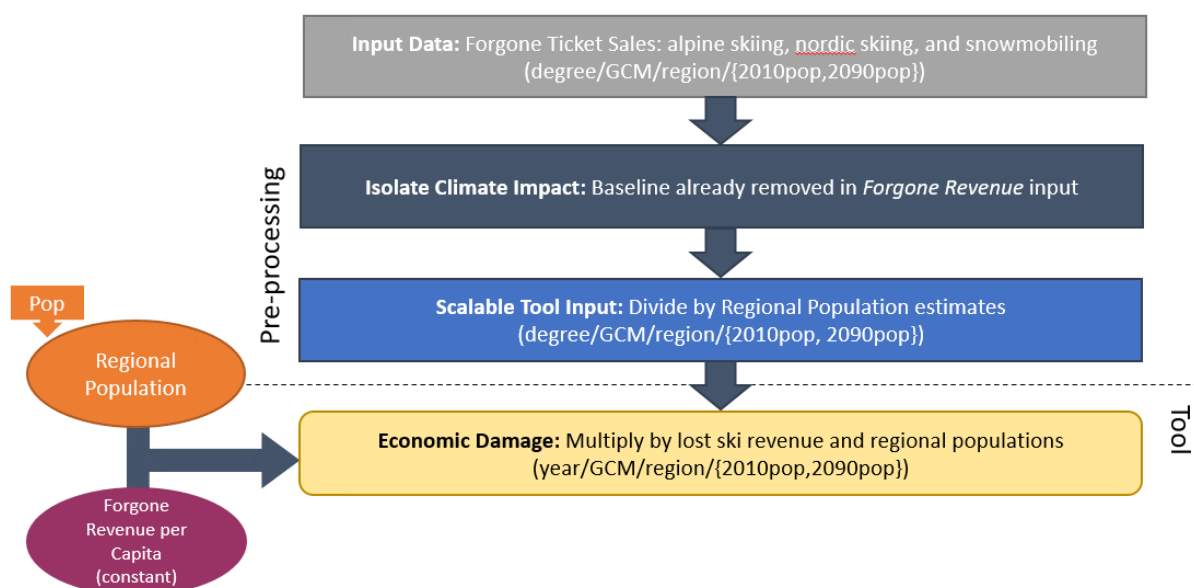 Input Data: Forgone Ticket Sales: alpine skiing, nordic skiing, and snowmobiling
(degree/GCM/region/{2010pop,2090pop})
Pre-processing
Isolate Climate Impact: Baseline already removed in Forgone Revenue input
Scalable Tool Input: Divide by Regional Population estimates
(degree/GCM/region/{2010pop, 2090pop})
Pop
Regional
Population
Tool
Economic Damage: Multiply by lost ski revenue and regional populations
(year/GCM/region/{2010pop,2090pop})
Forgone
Revenue per
Capita
(constant)